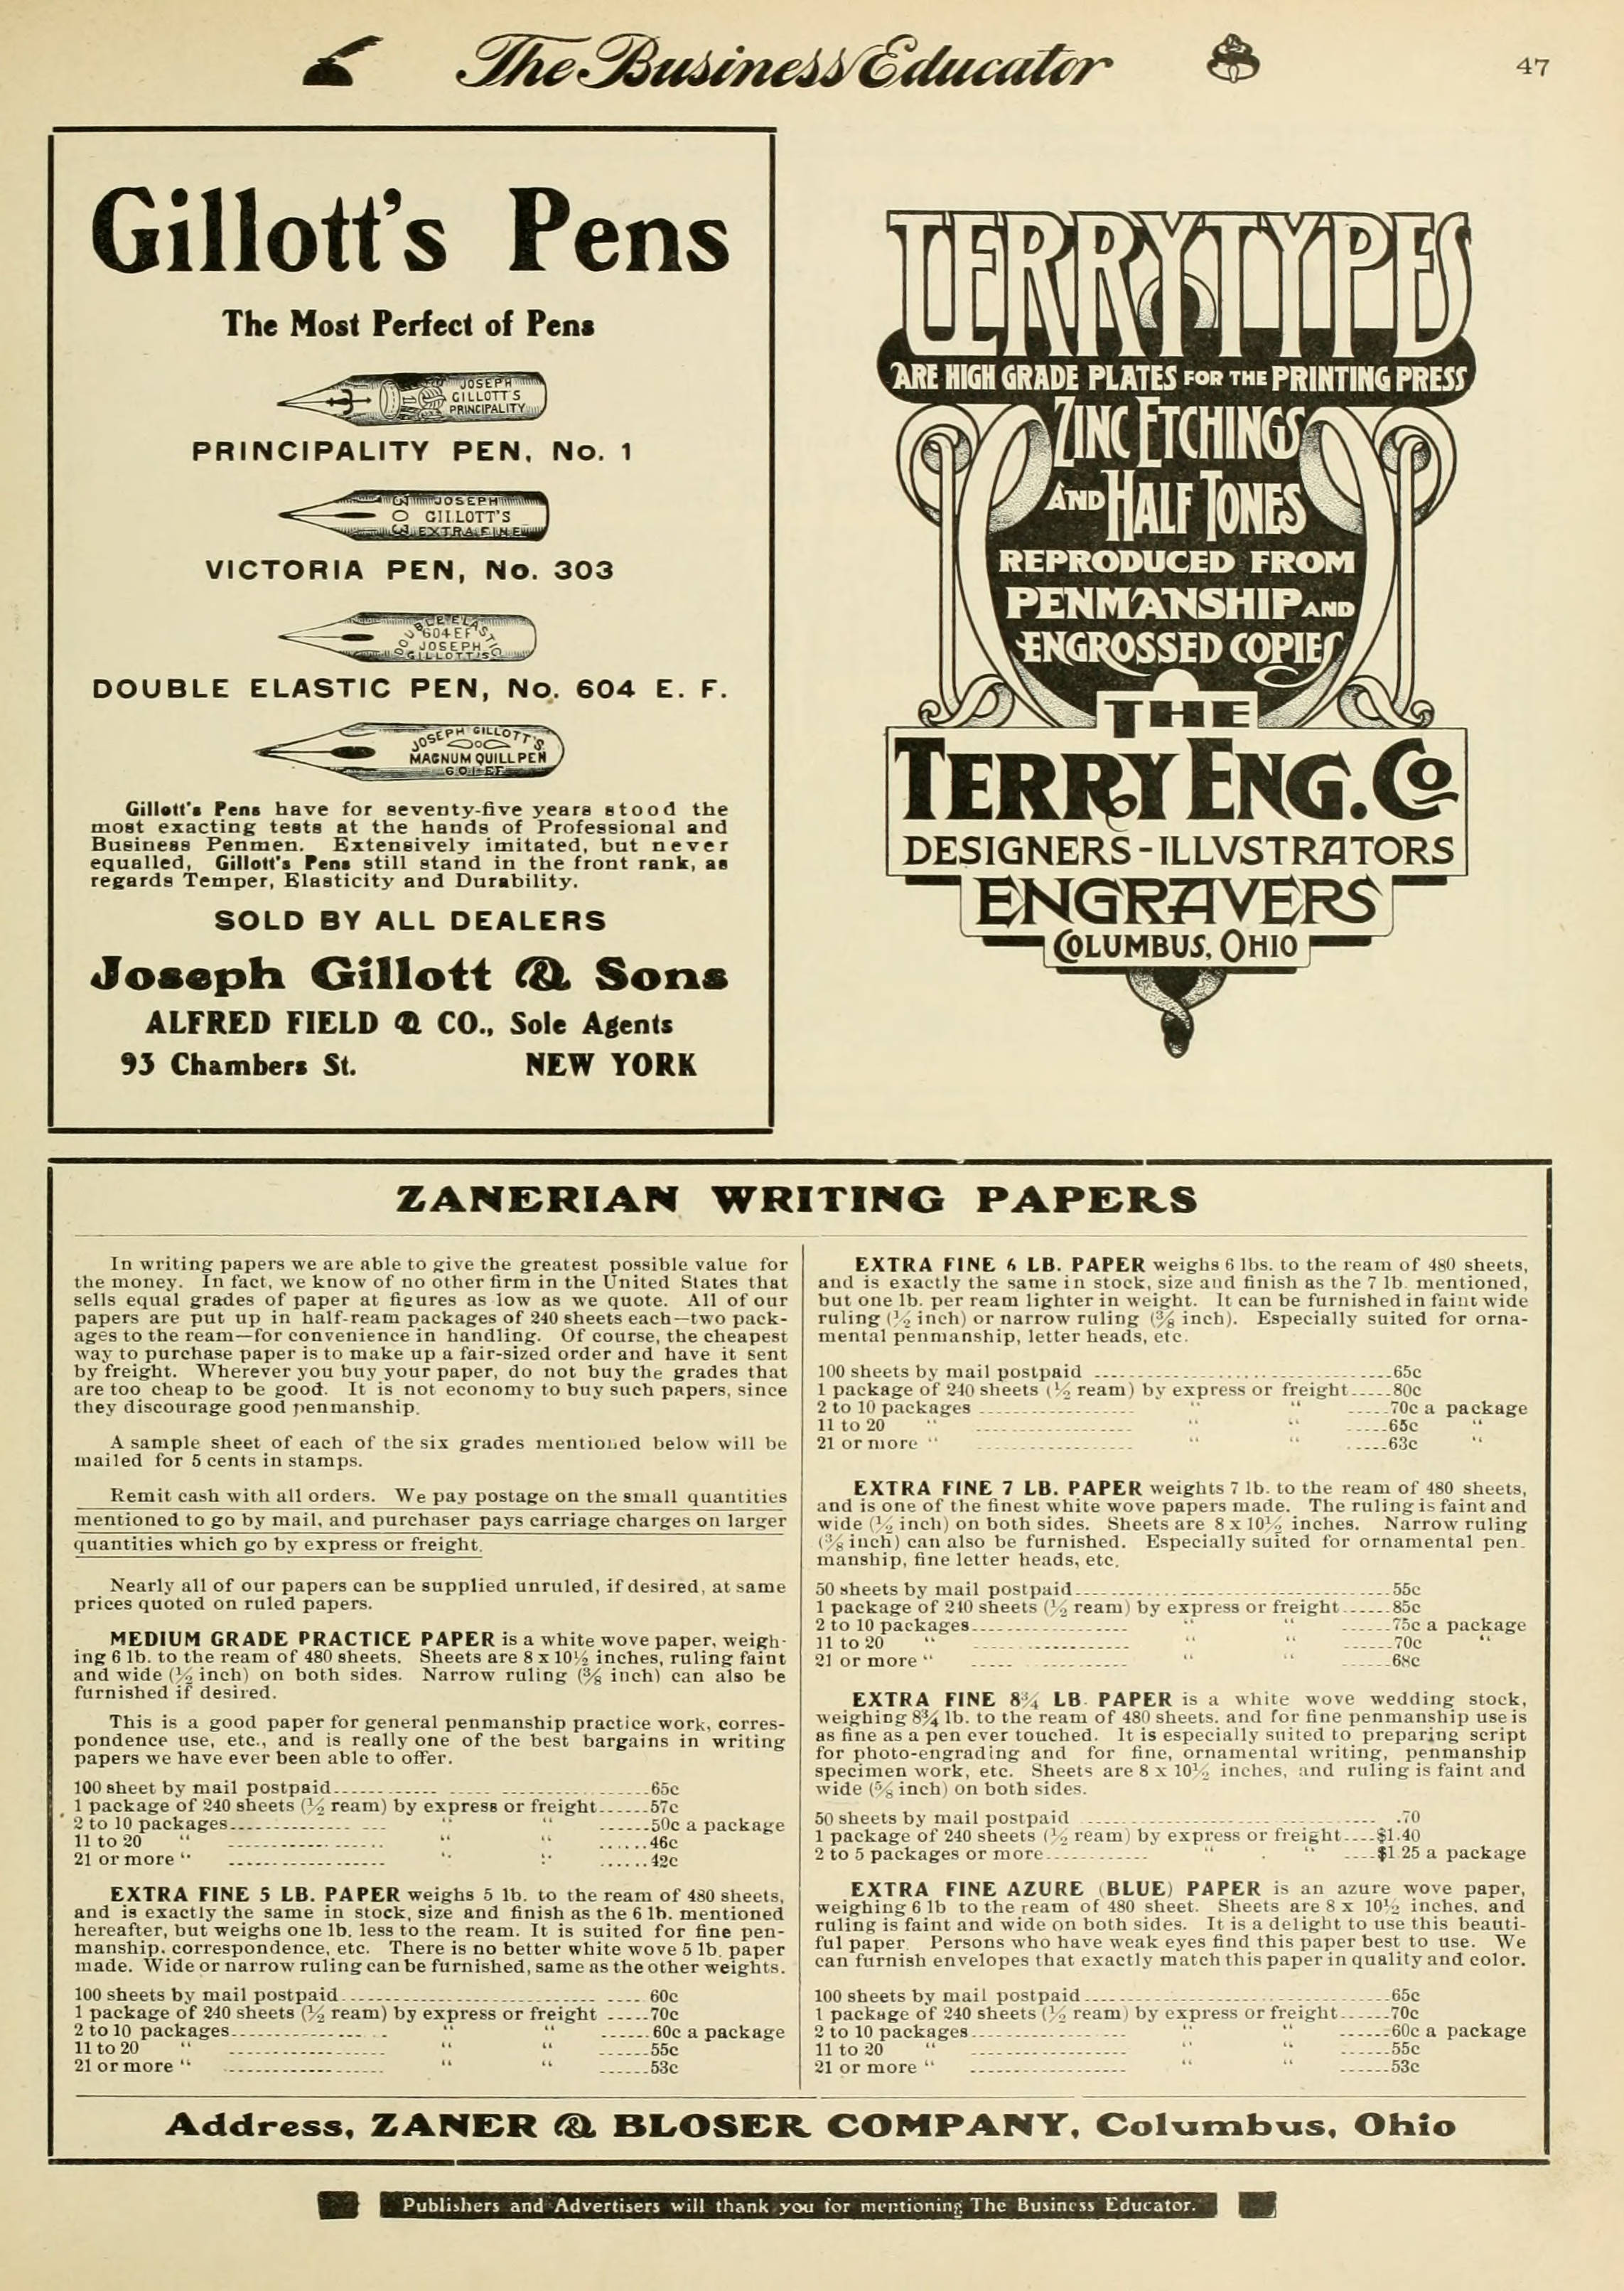 The Business Educator
47
Gillott's Pens
The Most Perfect of Pens
JOSEPH
GILLOTT'S
PRINCIPALITY
PRINCIPALITY PEN, No. 1
303
JOSEPH
GILLOTT'S
EXTRA FINE
VICTORIA PEN, No. 303
DOUBLE ELASTIC
604 EF
JOSEPH
GILLOTT'S
DOUBLE ELASTIC PEN, No. 604 E. F.
JOSEPH GILLOTT'S
MAGNUM QUILL PEN
601 EF
Gillott's Pens have for seventy-five years stood the
most exacting tests at the hands of Professional and
Business Penmen. Extensively imitated, but never
equalled, Gillott's Pens still stand in the front rank, as
regards Temper, Elasticity and Durability.
SOLD BY ALL DEALERS
Joseph Gillott & Sons
ALFRED FIELD & CO., Sole Agents
93 Chambers St. NEW YORK
TERRYTYPES
ARE HIGH GRADE PLATES FOR THE PRINTING PRESS
ZINC ETCHINGS
AND HALF TONES
REPRODUCED FROM
PENMANSHIP AND
ENGROSSED COPIES
THE
TERRY ENG. CO
DESIGNERS - ILLVSTRATORS
ENGRAVERS
COLUMBUS, OHIO
ZANERIAN WRITING PAPERS
In writing papers we are able to give the greatest possible value for
the money. In fact, we know of no other firm in the United States that
sells equal grades of paper at figures as low as we quote. All of our
papers are put up in half-ream packages of 240 sheets each—two pack-
ages to the ream—for convenience in handling. Of course, the cheapest
way to purchase paper is to make up a fair-sized order and have it sent
by freight. Wherever you buy your paper, do not buy the grades that
are too cheap to be good. It is not economy to buy such papers, since
they discourage good penmanship.
A sample sheet of each of the six grades mentioned below will be
mailed for 5 cents in stamps.
Remit cash with all orders. We pay postage on the small quantities
mentioned to go by mail, and purchaser pays carriage charges on larger
quantities which go by express or freight.
Nearly all of our papers can be supplied unruled, if desired, at same
prices quoted on ruled papers.
MEDIUM GRADE PRACTICE PAPER is a white wove paper, weigh-
ing 6 lb. to the ream of 480 sheets. Sheets are 8 x 10½ inches, ruling faint
and wide (½ inch) on both sides. Narrow ruling (⅜ inch) can also be
furnished if desired.
This is a good paper for general penmanship practice work, corres-
pondence use, etc., and is really one of the best bargains in writing
papers we have ever been able to offer.
100 sheet by mail postpaid 65c
1 package of 240 sheets (½ ream) by express or freight 57c
2 to 10 packages " " 50c a package
11 to 20 " " " 46c
21 or more " " " 42c
EXTRA FINE 5 LB. PAPER weighs 5 lb. to the ream of 480 sheets,
and is exactly the same in stock, size and finish as the 6 lb. mentioned
hereafter, but weighs one lb. less to the ream. It is suited for fine pen-
manship. correspondence, etc. There is no better white wove 5 lb. paper
made. Wide or narrow ruling can be furnished, same as the other weights.
100 sheets by mail postpaid 60c
1 package of 240 sheets (½ ream) by express or freight 70c
2 to 10 packages " " 60c a package
11 to 20 " " " 55c
21 or more " " " 53c
EXTRA FINE 6 LB. PAPER weighs 6 lbs. to the ream of 480 sheets,
and is exactly the same in stock, size and finish as the 7 lb. mentioned,
but one lb. per ream lighter in weight. It can be furnished in faint wide
ruling (½ inch) or narrow ruling (⅜ inch). Especially suited for orna-
mental penmanship, letter heads, etc.
100 sheets by mail postpaid 65c
1 package of 240 sheets (½ ream) by express or freight 80c
2 to 10 packages " " 70c a package
11 to 20 " " " 65c "
21 or more " " " 63c "
EXTRA FINE 7 LB. PAPER weights 7 lb. to the ream of 480 sheets,
and is one of the finest white wove papers made. The ruling is faint and
wide (½ inch) on both sides. Sheets are 8 x 10½ inches. Narrow ruling
(⅜ inch) can also be furnished. Especially suited for ornamental pen-
manship, fine letter heads, etc.
50 sheets by mail postpaid 55c
1 package of 240 sheets (½ ream) by express or freight 85c
2 to 10 packages " " 75c a package
11 to 20 " " " 70c "
21 or more " " " 68c
EXTRA FINE 8¾ LB. PAPER is a white wove wedding stock,
weighing 8¾ lb. to the ream of 480 sheets. and for fine penmanship use is
as fine as a pen ever touched. It is especially suited to preparing script
for photo-engrading and for fine, ornamental writing, penmanship
specimen work, etc. Sheets are 8 x 10½ inches, and ruling is faint and
wide (⅝ inch) on both sides.
50 sheets by mail postpaid .70
1 package of 240 sheets (½ ream) by express or freight $1.40
2 to 5 packages or more " " $1.25 a package
EXTRA FINE AZURE (BLUE) PAPER is an azure wove paper,
weighing 6 lb to the ream of 480 sheet. Sheets are 8 x 10½ inches. and
ruling is faint and wide on both sides. It is a delight to use this beauti-
ful paper. Persons who have weak eyes find this paper best to use. We
can furnish envelopes that exactly match this paper in quality and color.
100 sheets by mail postpaid 65c
1 package of 240 sheets (½ ream) by express or freight 70c
2 to 10 packages " " 60c a package
11 to 20 " " " 55c
21 or more " " " 53c
Address, ZANER & BLOSER COMPANY, Columbus, Ohio
Publishers and Advertisers will thank you for mentioning The Business Educator.